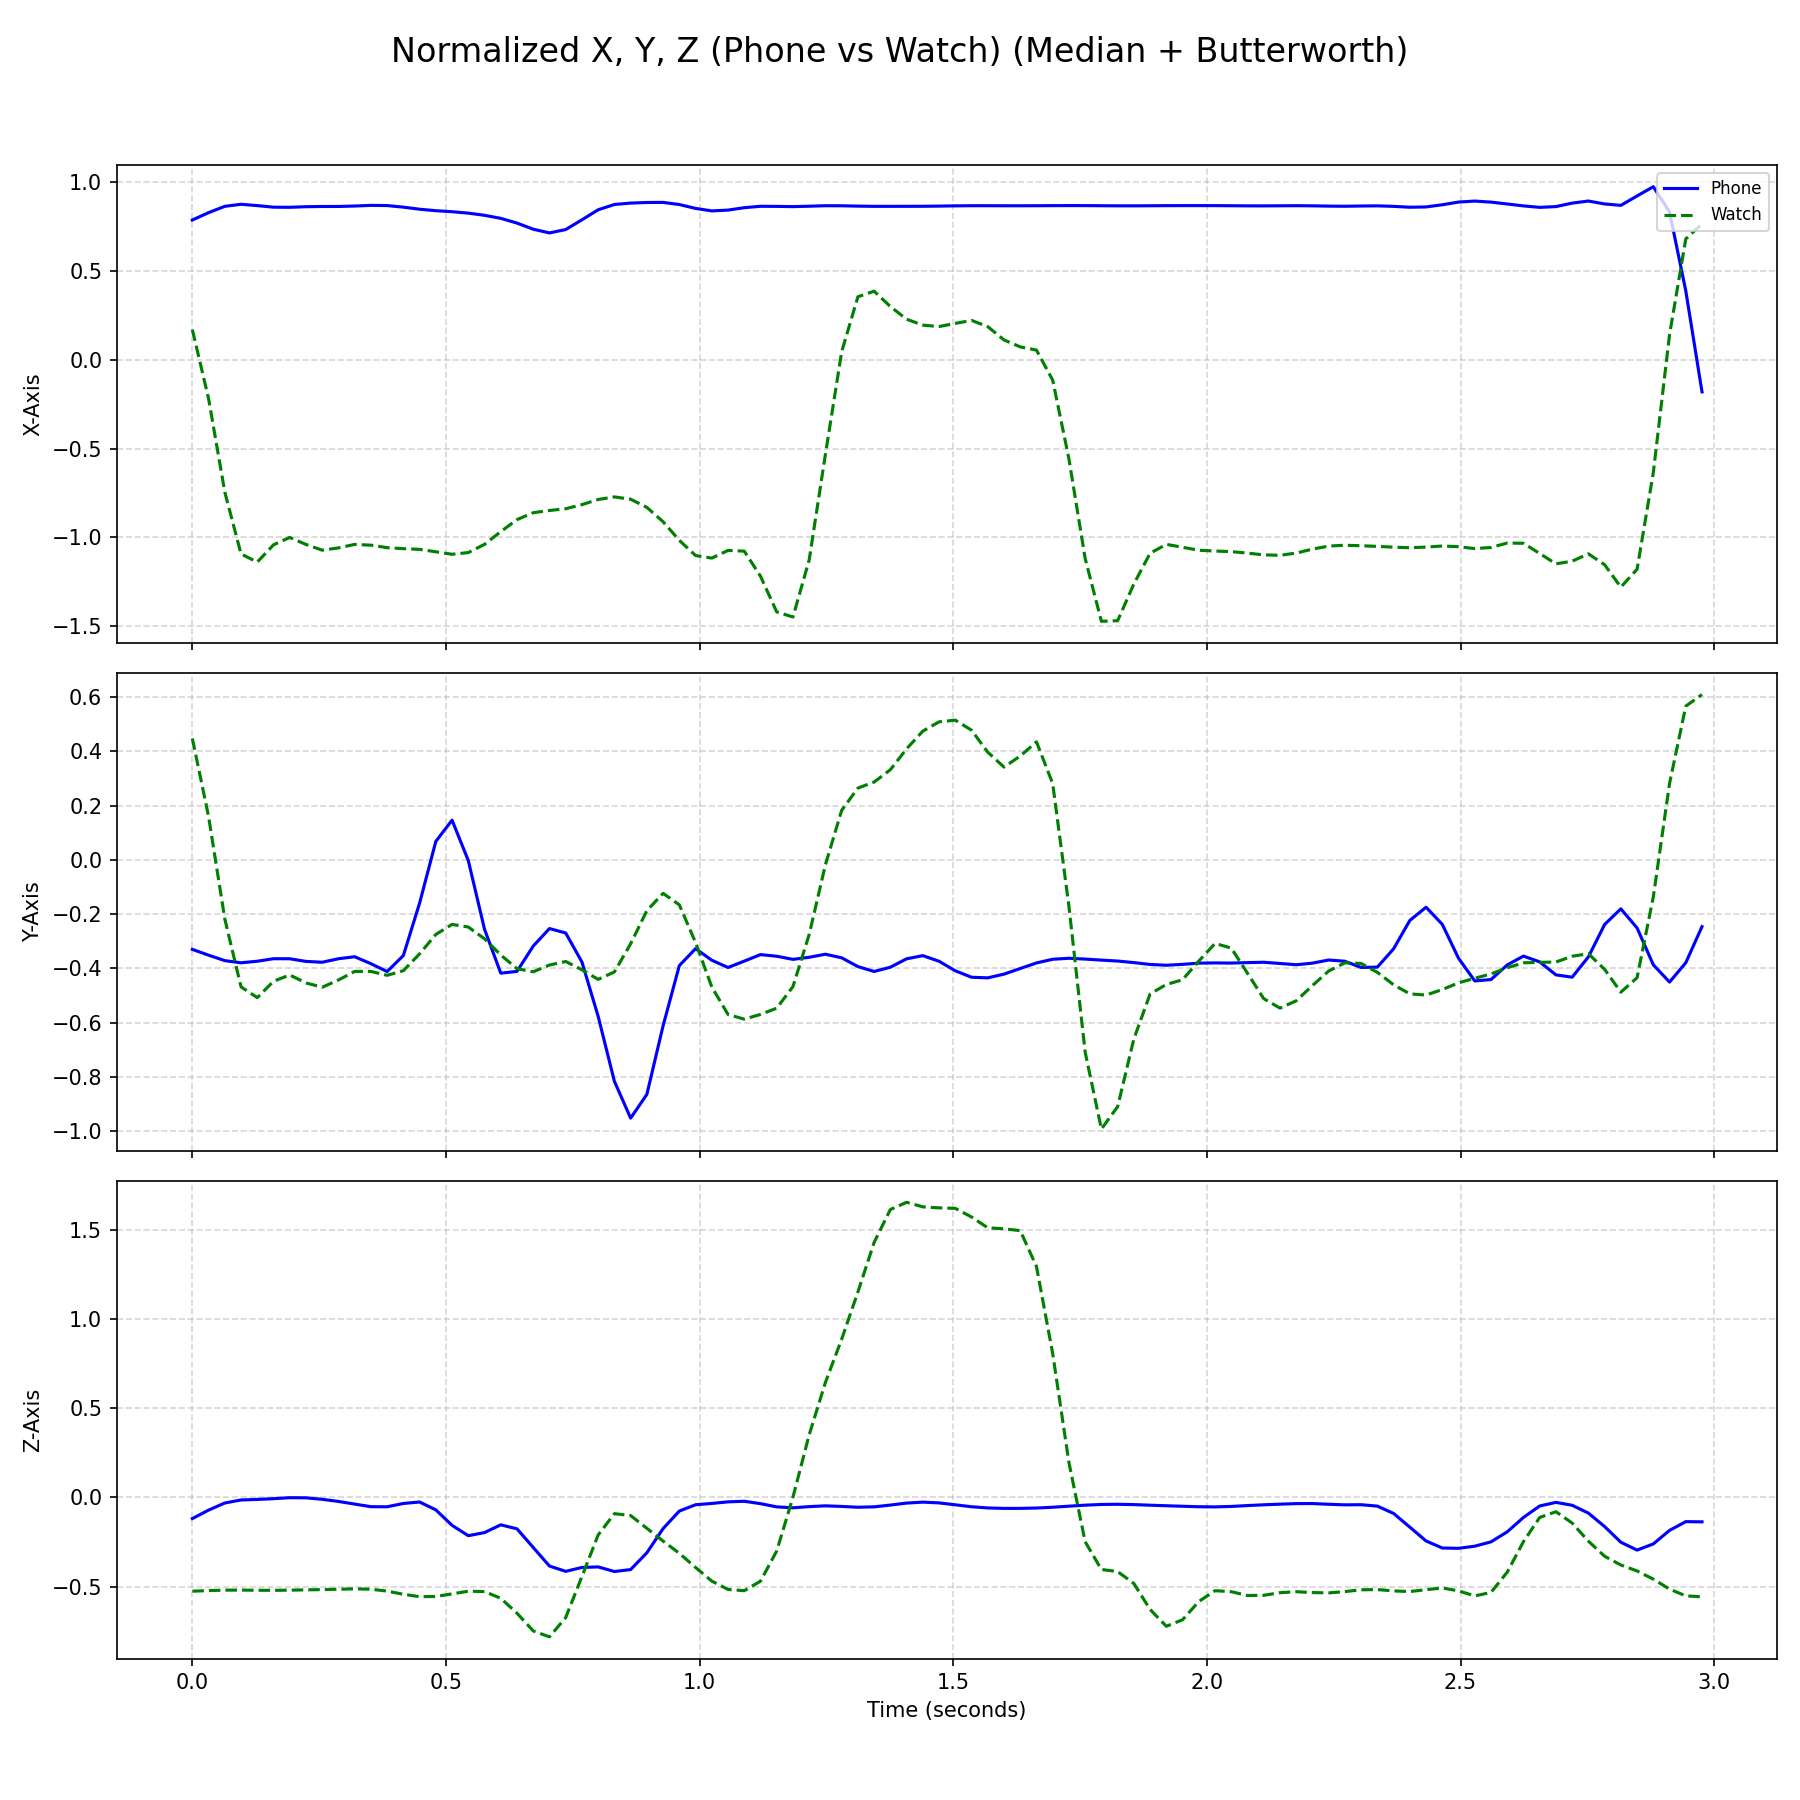 Normalized X, Y, Z (Phone vs Watch) (Median + Butterworth)
1.0
0.5
0.0
−0.5
−1.0
−1.5
X-Axis
Phone
Watch
0.6
0.4
0.2
0.0
−0.2
−0.4
−0.6
−0.8
−1.0
Y-Axis
1.5
1.0
0.5
0.0
−0.5
Z-Axis
0.0 0.5 1.0 1.5 2.0 2.5 3.0
Time (seconds)